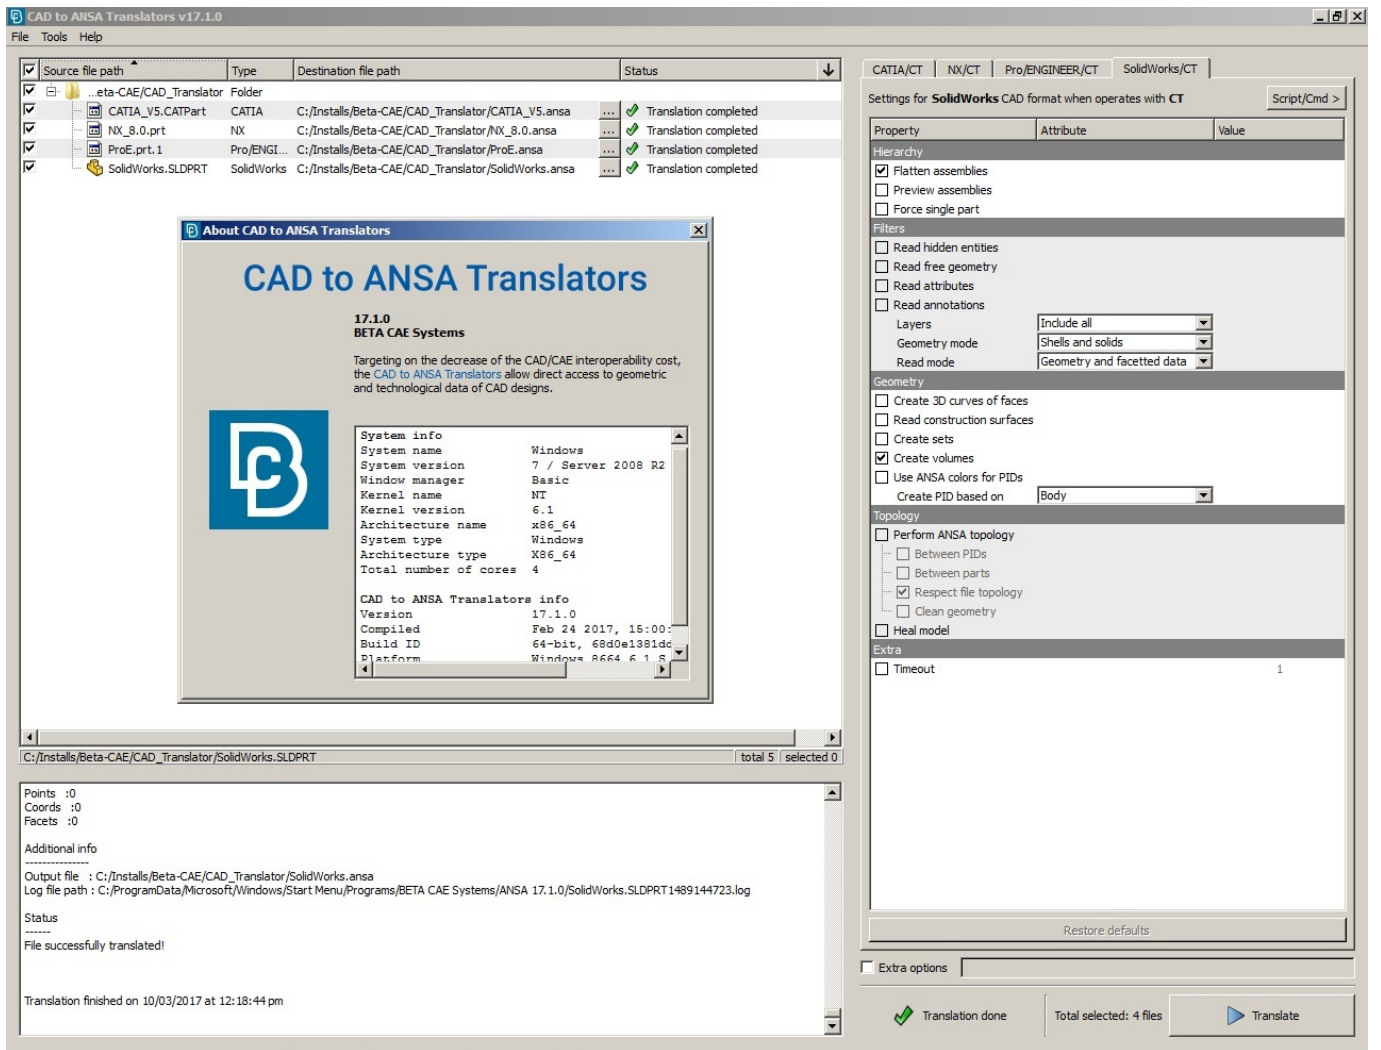 CAD to ANSA Translators v17.1.0
File Tools Help
Source file path Type Destination file path Status
...eta-CAE/CAD_Translator Folder
CATIA_V5.CATPart CATIA C:/Installs/Beta-CAE/CAD_Translator/CATIA_V5.ansa ... Translation completed
NX_8.0.prt NX C:/Installs/Beta-CAE/CAD_Translator/NX_8.0.ansa ... Translation completed
ProE.prt.1 Pro/ENGI... C:/Installs/Beta-CAE/CAD_Translator/ProE.ansa ... Translation completed
SolidWorks.SLDPRT SolidWorks C:/Installs/Beta-CAE/CAD_Translator/SolidWorks.ansa ... Translation completed
About CAD to ANSA Translators
CAD to ANSA Translators
17.1.0
BETA CAE Systems
Targeting on the decrease of the CAD/CAE interoperability cost,
the CAD to ANSA Translators allow direct access to geometric
and technological data of CAD designs.
System info
System name Windows
System version 7 / Server 2008 R2
Window manager Basic
Kernel name NT
Kernel version 6.1
Architecture name x86_64
System type Windows
Architecture type X86_64
Total number of cores 4
CAD to ANSA Translators info
Version 17.1.0
Compiled Feb 24 2017, 15:00:
Build ID 64-bit, 68d0e1381dd
Platform Windows 8664 6.1 S
C:/Installs/Beta-CAE/CAD_Translator/SolidWorks.SLDPRT total 5 selected 0
Points :0
Coords :0
Facets :0
Additional info
---------------
Output file : C:/Installs/Beta-CAE/CAD_Translator/SolidWorks.ansa
Log file path : C:/ProgramData/Microsoft/Windows/Start Menu/Programs/BETA CAE Systems/ANSA 17.1.0/SolidWorks.SLDPRT1489144723.log
Status
------
File successfully translated!
Translation finished on 10/03/2017 at 12:18:44 pm
CATIA/CT NX/CT Pro/ENGINEER/CT SolidWorks/CT
Settings for SolidWorks CAD format when operates with CT Script/Cmd >
Property Attribute Value
Hierarchy
Flatten assemblies
Preview assemblies
Force single part
Filters
Read hidden entities
Read free geometry
Read attributes
Read annotations
Layers Include all
Geometry mode Shells and solids
Read mode Geometry and facetted data
Geometry
Create 3D curves of faces
Read construction surfaces
Create sets
Create volumes
Use ANSA colors for PIDs
Create PID based on Body
Topology
Perform ANSA topology
Between PIDs
Between parts
Respect file topology
Clean geometry
Heal model
Extra
Timeout 1
Restore defaults
Extra options
Translation done Total selected: 4 files Translate